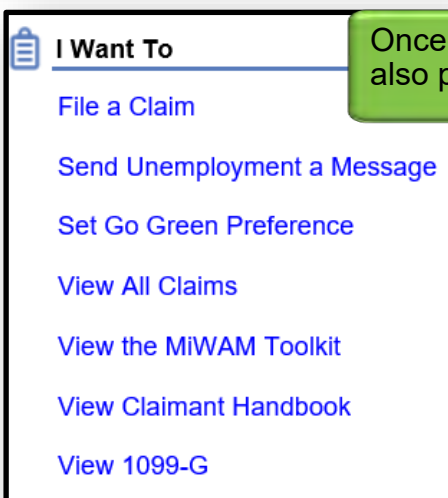 I Want To
Once
also p
File a Claim
Send Unemployment a Message
Set Go Green Preference
View All Claims
View the MiWAM Toolkit
View Claimant Handbook
View 1099-G